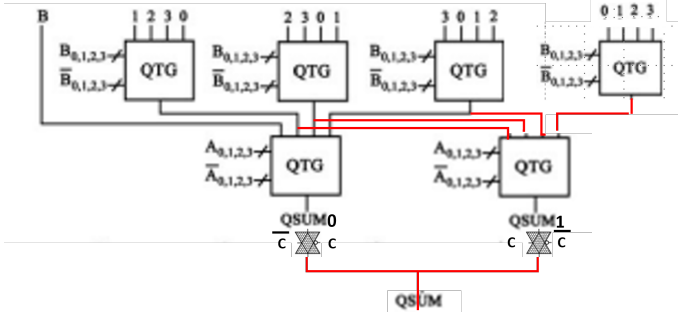 B
1 2 3 0
2 3 0 1
3 0 1 2
0 1 2 3
B0,1,2,3
B̅0,1,2,3
QTG
B0,1,2,3
B̅0,1,2,3
QTG
B0,1,2,3
B̅0,1,2,3
QTG
B0,1,2,3
B̅0,1,2,3
QTG
A0,1,2,3
A̅0,1,2,3
QTG
A0,1,2,3
A̅0,1,2,3
QTG
QSUM0
QSUM1
C̅ C
C C̅
QSUM